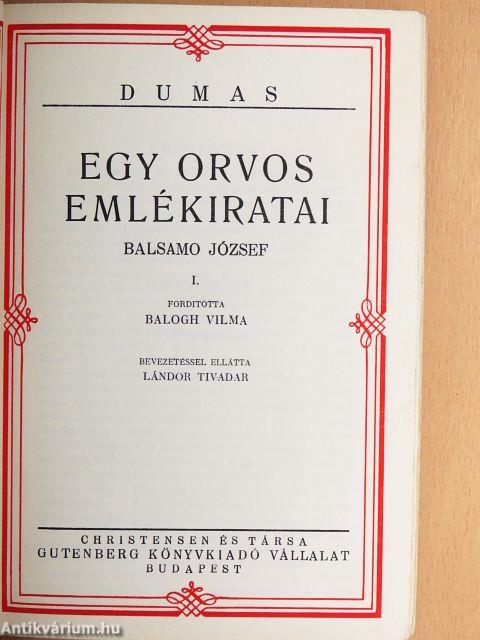 DUMAS
EGY ORVOS
EMLÉKIRATAI
BALSAMO JÓZSEF
I.
FORDITOTTA
BALOGH VILMA
BEVEZETÉSSEL ELLÁTTA
LÁNDOR TIVADAR
CHRISTENSEN ÉS TÁRSA
GUTENBERG KÖNYVKIADÓ VÁLLALAT
BUDAPEST
Antikvárium.hu